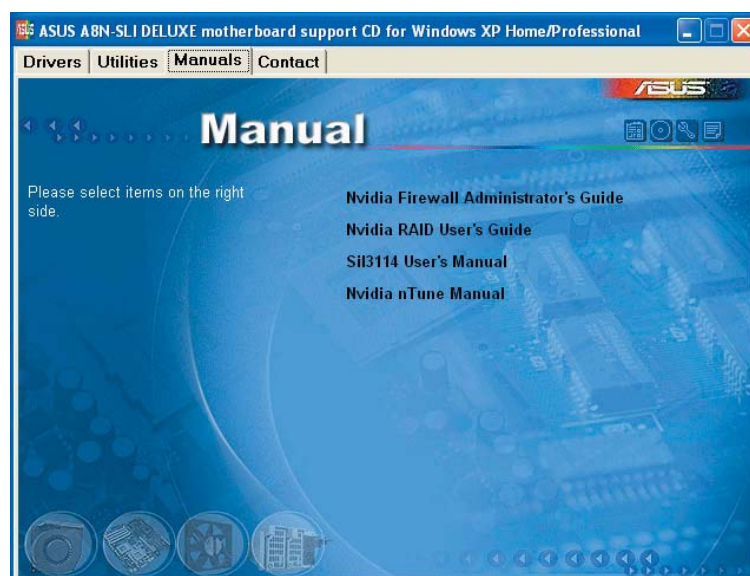 ASUS A8N-SLI DELUXE motherboard support CD for Windows XP Home/Professional
Drivers Utilities Manuals Contact
ASUS
Manual
Please select items on the right
side.
Nvidia Firewall Administrator's Guide
Nvidia RAID User's Guide
Sil3114 User's Manual
Nvidia nTune Manual